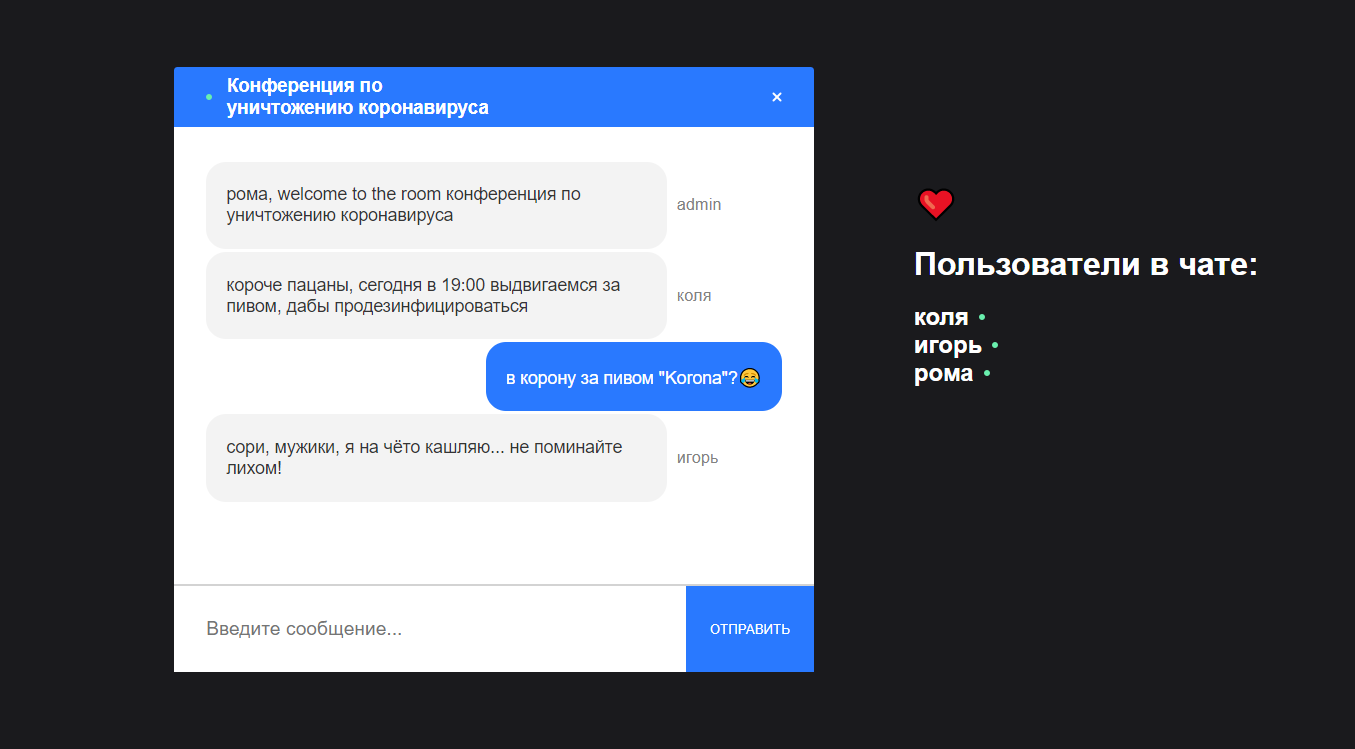 Конференция по
уничтожению коронавируса
×
рома, welcome to the room конференция по
уничтожению коронавируса
admin
короче пацаны, сегодня в 19:00 выдвигаемся за
пивом, дабы продезинфицироваться
коля
в корону за пивом "Korona"?😂
сори, мужики, я на чёто кашляю... не поминайте
лихом!
игорь
Введите сообщение...
ОТПРАВИТЬ
Пользователи в чате:
коля
игорь
рома